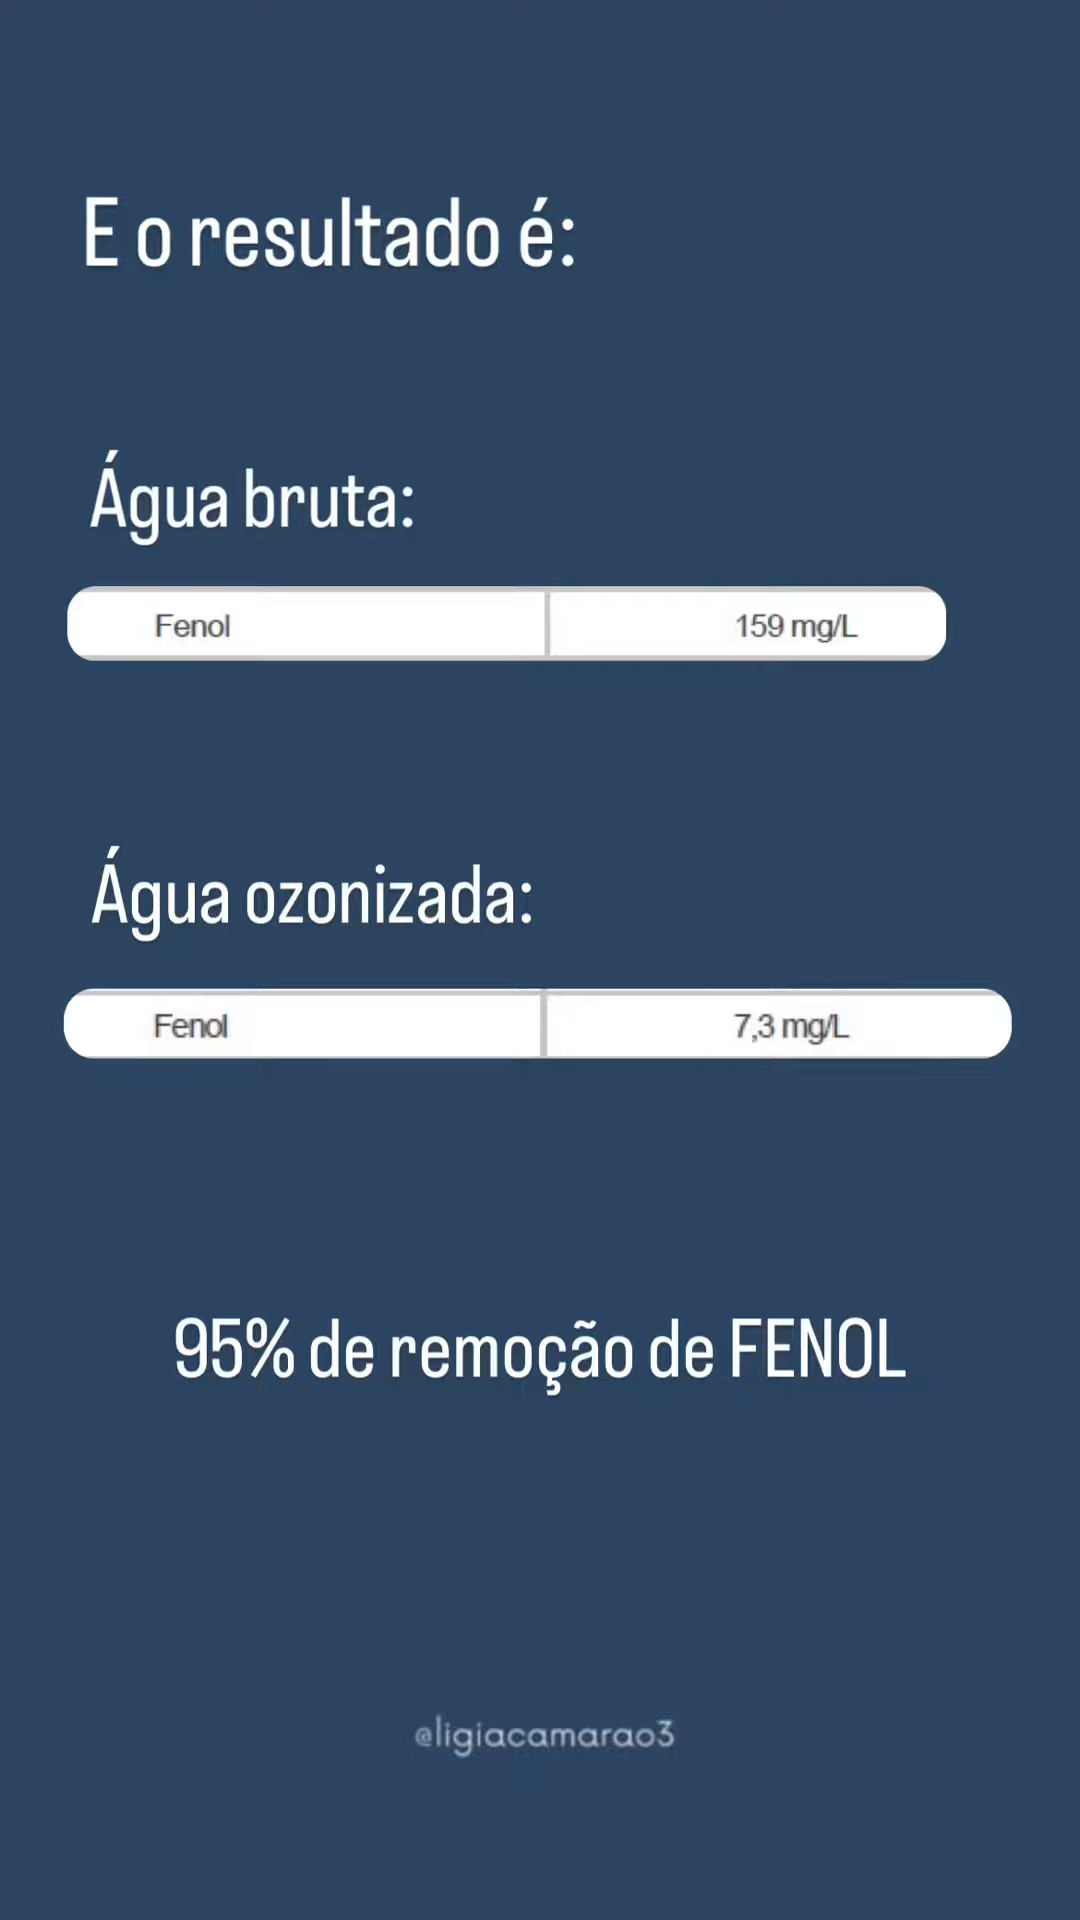 E o resultado é:
Água bruta:
Fenol 159 mg/L
Água ozonizada:
Fenol 7,3 mg/L
95% de remoção de FENOL
@ligiacamarao3